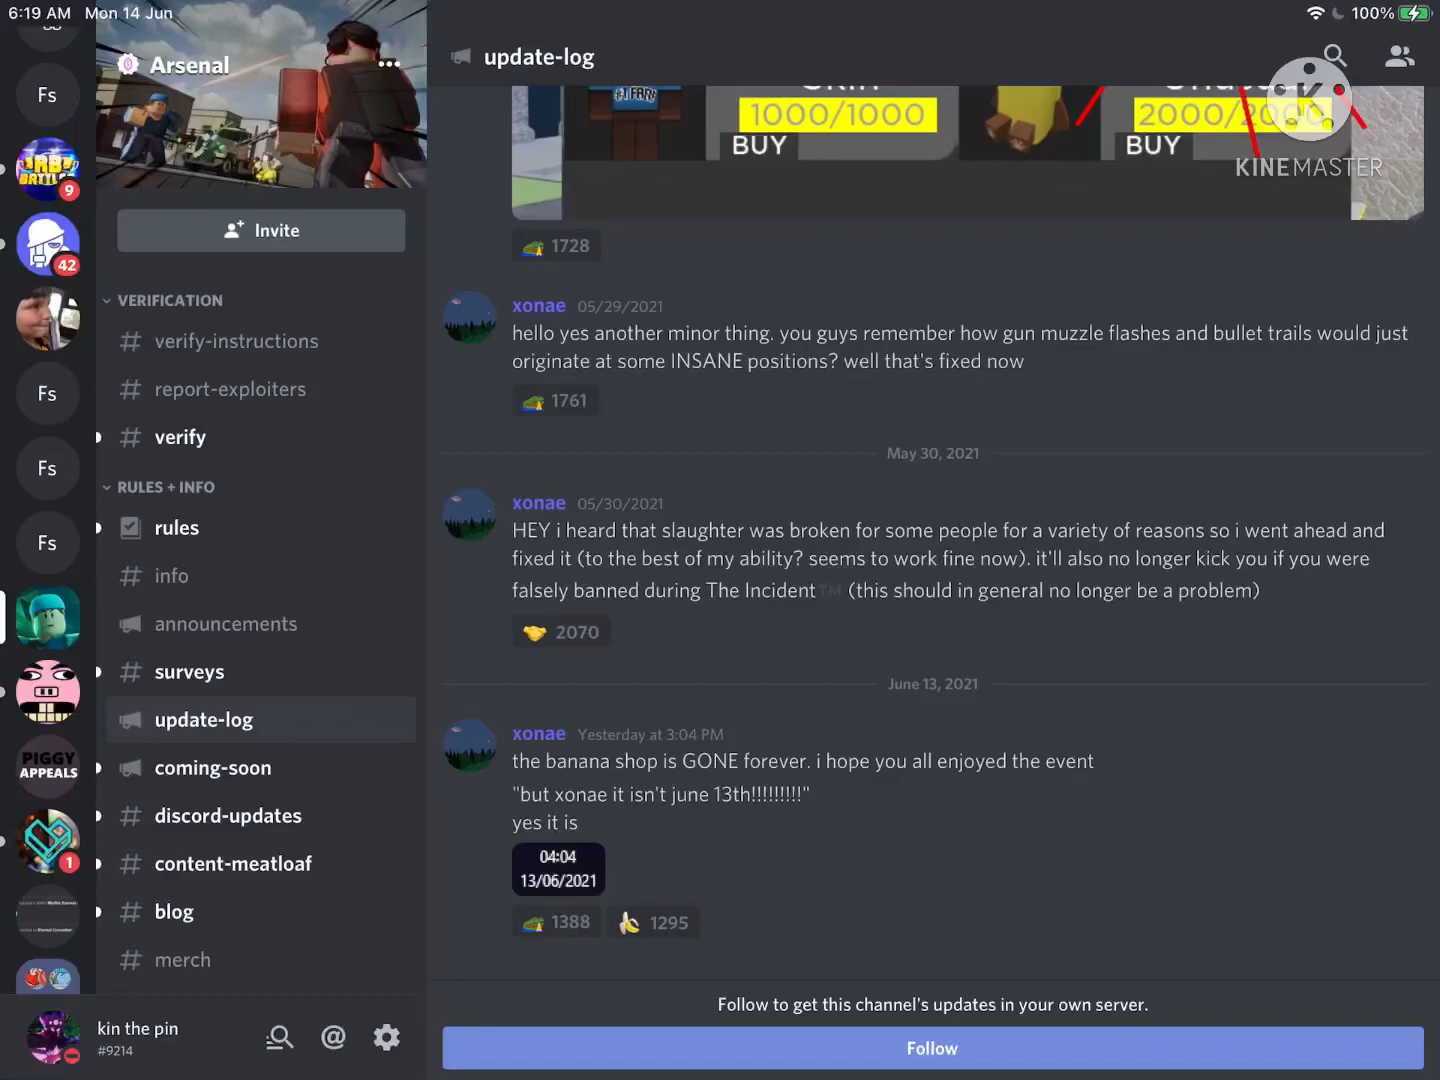 6:19 AM Mon 14 Jun
100%
Fs
9
42
Fs
Fs
Fs
PIGGY
APPEALS
1
Arsenal
Invite
VERIFICATION
verify-instructions
report-exploiters
verify
RULES + INFO
rules
info
announcements
surveys
update-log
coming-soon
discord-updates
content-meatloaf
blog
merch
kin the pin
#9214
update-log
#1 FAN!
1000/1000
BUY
BUY
KINEMASTER
1728
xonae 05/29/2021
hello yes another minor thing. you guys remember how gun muzzle flashes and bullet trails would just
originate at some INSANE positions? well that's fixed now
1761
May 30, 2021
xonae 05/30/2021
HEY i heard that slaughter was broken for some people for a variety of reasons so i went ahead and
fixed it (to the best of my ability? seems to work fine now). it'll also no longer kick you if you were
falsely banned during The Incident™ (this should in general no longer be a problem)
2070
June 13, 2021
xonae Yesterday at 3:04 PM
the banana shop is GONE forever. i hope you all enjoyed the event
"but xonae it isn't june 13th!!!!!!!!!"
yes it is
04:04
13/06/2021
1388 1295
Follow to get this channel's updates in your own server.
Follow